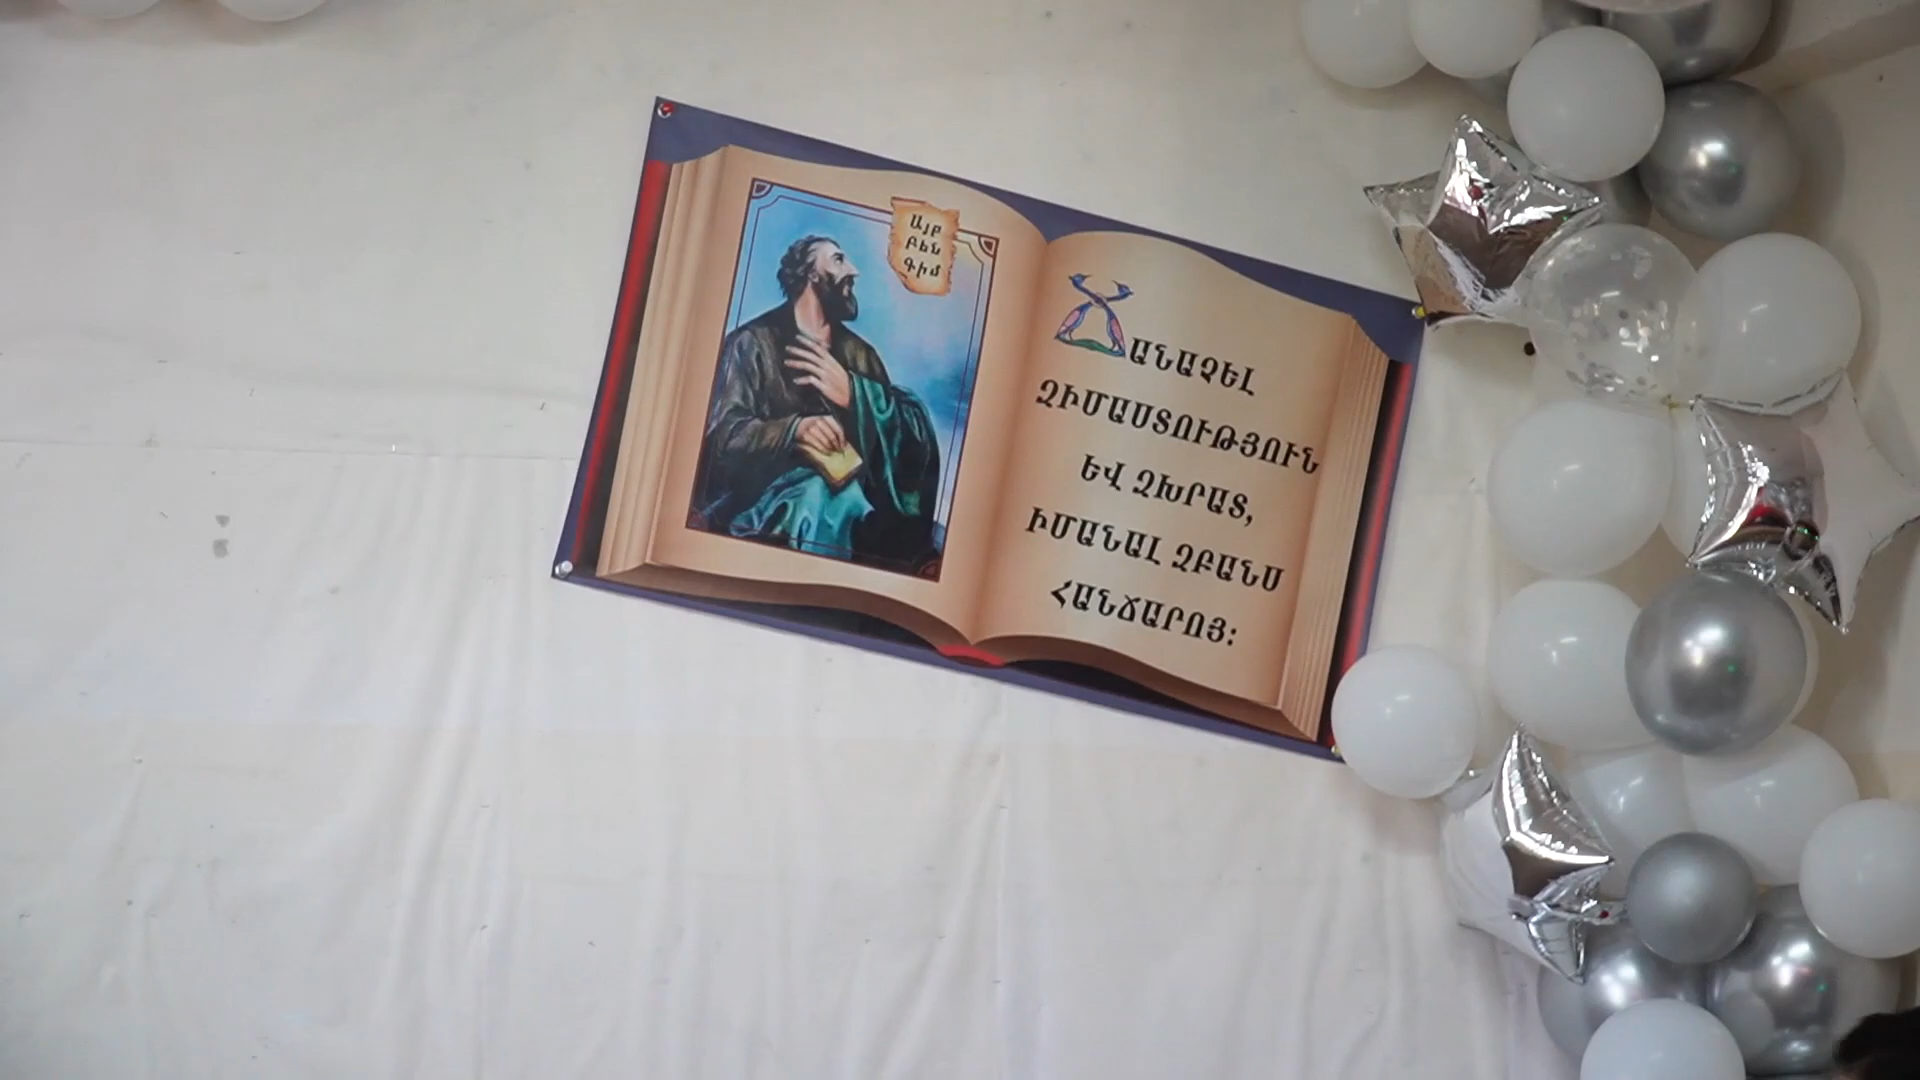 Այբ
Բեն
Գիմ
ՃԱՆԱՉԵԼ
ԶԻՄԱՍՏՈՒԹՅՈՒՆ
ԵՎ ԶԽՐԱՏ,
ԻՄԱՆԱԼ ԶԲԱՆՍ
ՀԱՆՃԱՐՈՅ: